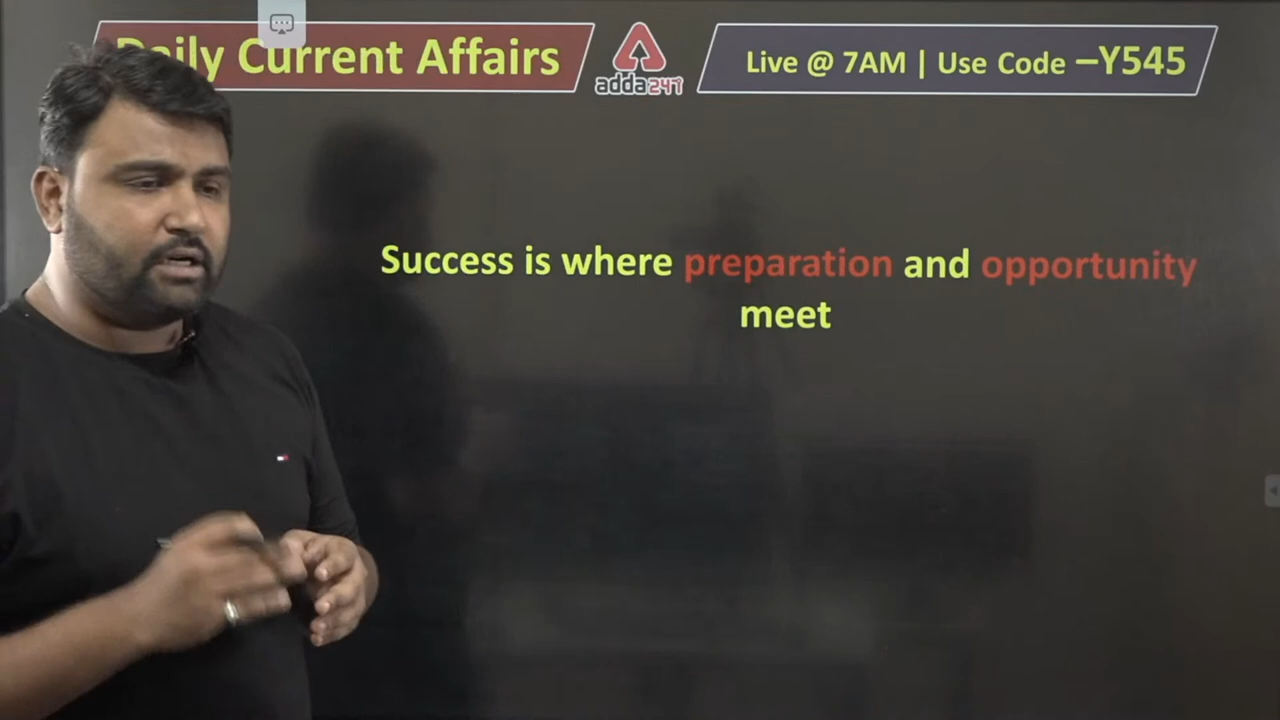 Daily Current Affairs
adda247
Live @ 7AM | Use Code –Y545
Success is where preparation and opportunity
meet